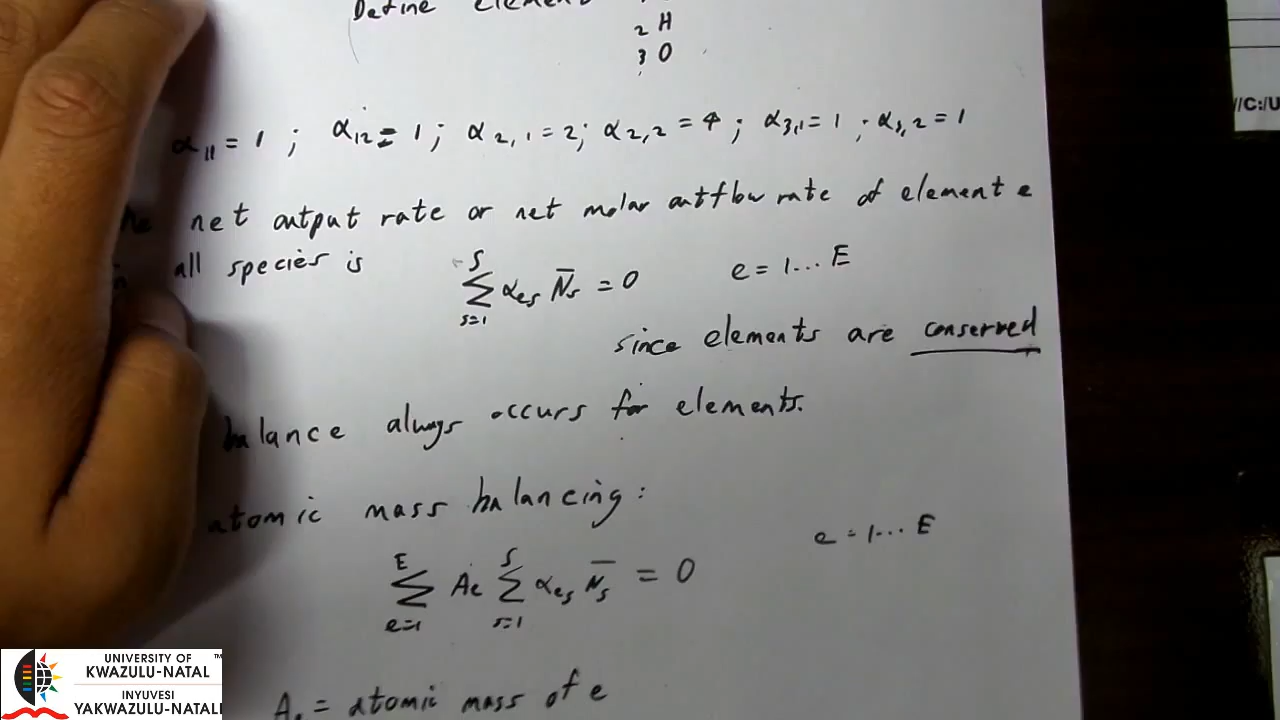 Define Element
2 H
3 O
//C:/U
α11 = 1 ; α12 = 1 ; α2,1 = 2; α2,2 = 4 ; α3,1 = 1 ; α3,2 = 1
net output rate or net molar outflow rate of element e
in all species is
S
∑ αes N̄s = 0 e = 1... E
s=1
since elements are conserved
balance always occurs for elements.
atomic mass balancing :
e = 1... E
E S
∑ Ae ∑ αes N̄s = 0
e=1 s=1
Ae = atomic mass of e
UNIVERSITY OF ™
KWAZULU-NATAL
INYUVESI
YAKWAZULU-NATALI